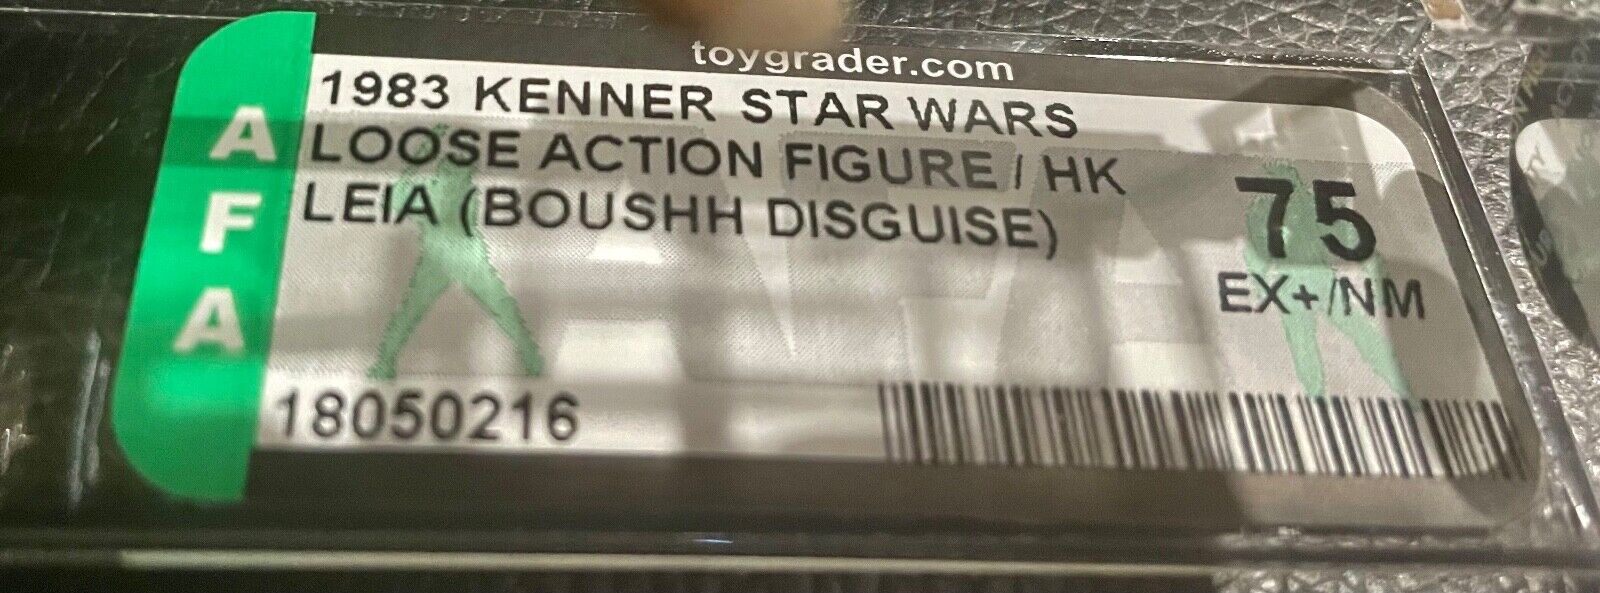 toygrader.com
AFA
1983 KENNER STAR WARS
LOOSE ACTION FIGURE / HK
LEIA (BOUSHH DISGUISE)
75
EX+/NM
18050216